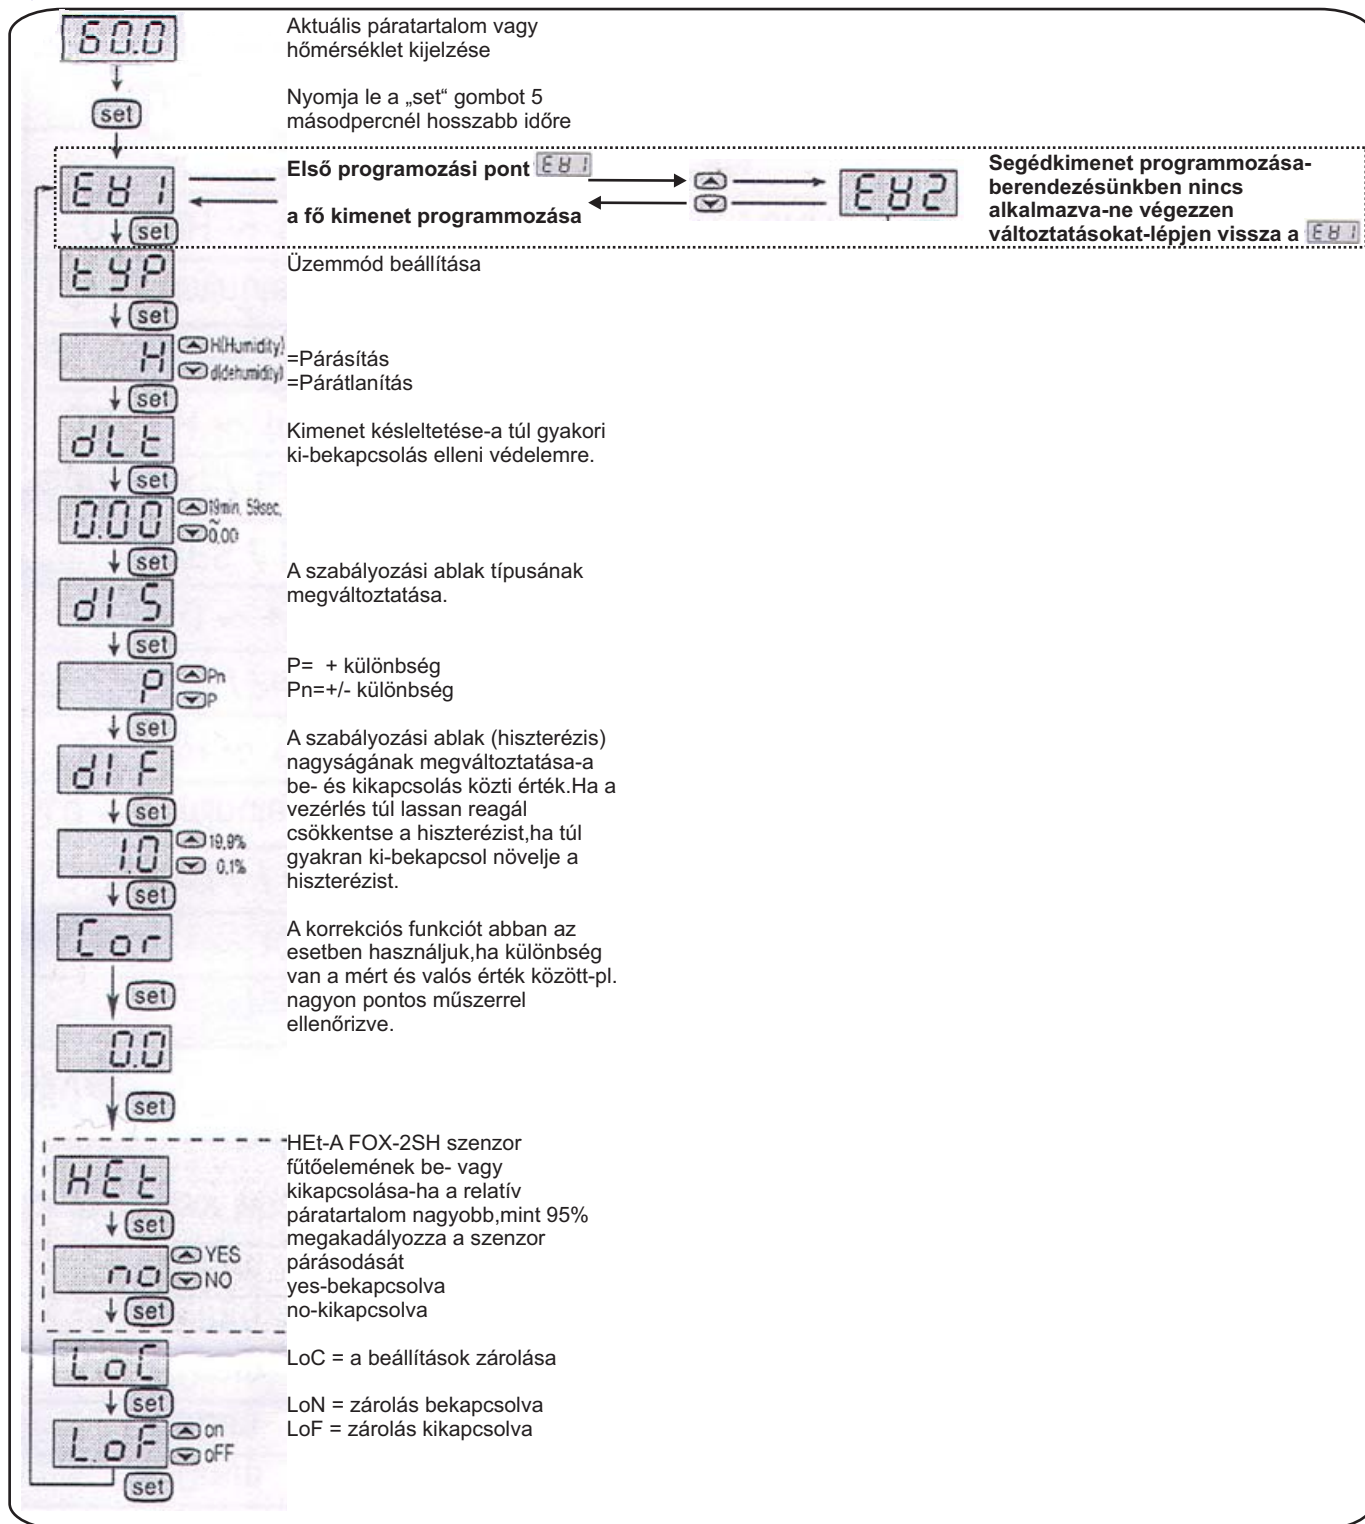 60.0
Aktuális páratartalom vagy
hőmérséklet kijelzése
set
Nyomja le a „set“ gombot 5
másodpercnél hosszabb időre
EH1
Első programozási pont EH1
a fő kimenet programmozása
EH2
Segédkimenet programmozása-
berendezésünkben nincs
alkalmazva-ne végezzen
változtatásokat-lépjen vissza a EH1
set
tYP
Üzemmód beállítása
set
H
H(Humidity)
d(dehumidity)
=Párásítás
=Párátlanítás
set
dLt
Kimenet késleltetése-a túl gyakori
ki-bekapcsolás elleni védelemre.
set
0.00
19min. 59sec.
~
0.00
set
dIS
A szabályozási ablak típusának
megváltoztatása.
set
P
Pn
P
P= + különbség
Pn=+/- különbség
set
dIF
A szabályozási ablak (hiszterézis)
nagyságának megváltoztatása-a
be- és kikapcsolás közti érték.Ha a
vezérlés túl lassan reagál
csökkentse a hiszterézist,ha túl
gyakran ki-bekapcsol növelje a
hiszterézist.
set
1.0
19.9%
0.1%
set
Cor
A korrekciós funkciót abban az
esetben használjuk,ha különbség
van a mért és valós érték között-pl.
nagyon pontos műszerrel
ellenőrizve.
set
0.0
set
HEt
HEt-A FOX-2SH szenzor
fűtőelemének be- vagy
kikapcsolása-ha a relatív
páratartalom nagyobb,mint 95%
megakadályozza a szenzor
párásodását
yes-bekapcsolva
no-kikapcsolva
set
no
YES
NO
set
LoC
LoC = a beállítások zárolása
set
L.oF
on
oFF
LoN = zárolás bekapcsolva
LoF = zárolás kikapcsolva
set